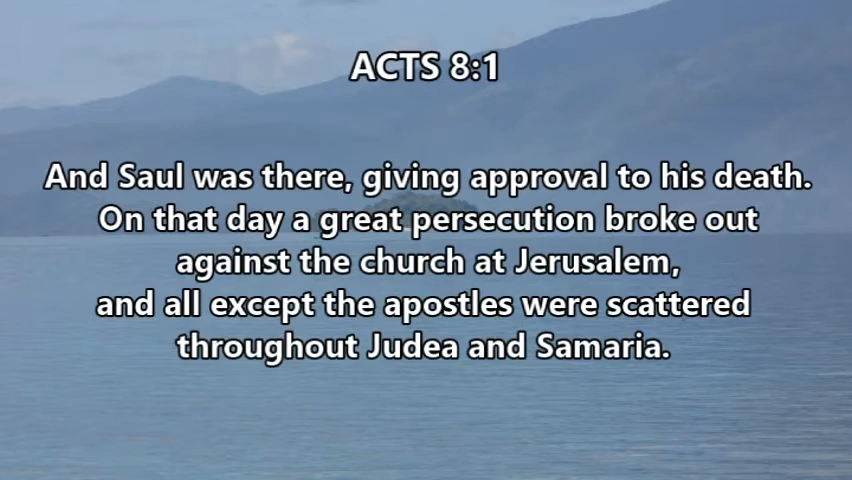 ACTS 8:1
And Saul was there, giving approval to his death.
On that day a great persecution broke out
against the church at Jerusalem,
and all except the apostles were scattered
throughout Judea and Samaria.